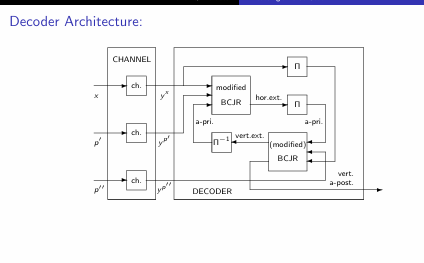 Decoder Architecture:
CHANNEL
Π
ch.
modified
BCJR
x
y^x
hor.ext.
Π
a-pri.
a-pri.
ch.
Π^−1
vert.ext.
(modified)
BCJR
p′
y^p′
ch.
vert.
a-post.
p′′
y^p′′
DECODER